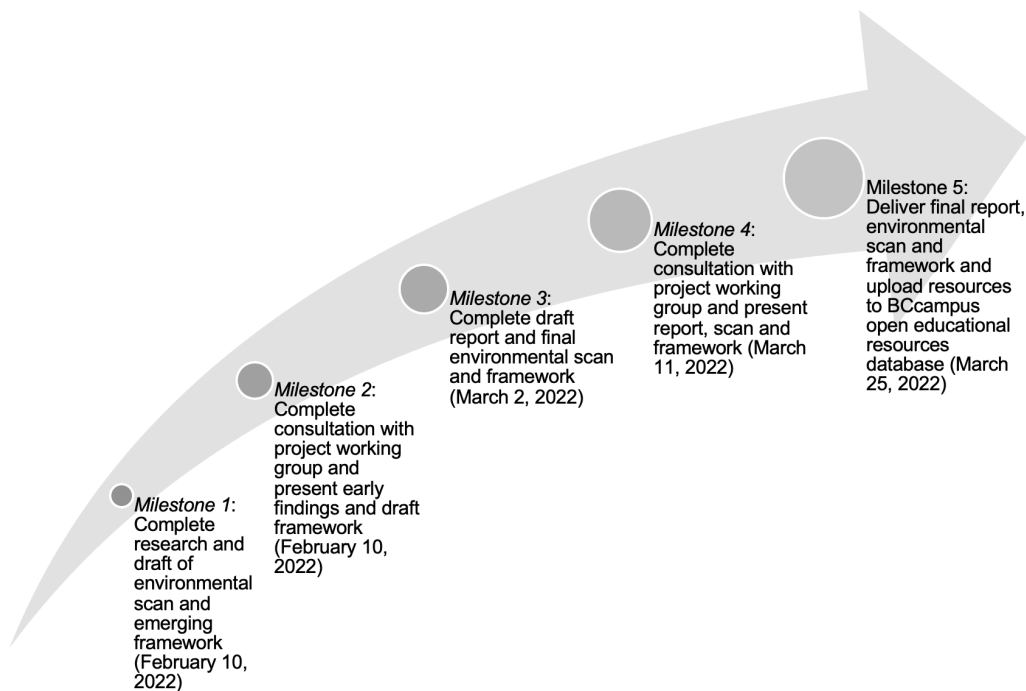 Milestone 1:
Complete
research and
draft of
environmental
scan and
emerging
framework
(February 10,
2022)
Milestone 2:
Complete
consultation with
project working
group and
present early
findings and draft
framework
(February 10,
2022)
Milestone 3:
Complete draft
report and final
environmental scan
and framework
(March 2, 2022)
Milestone 4:
Complete
consultation with
project working
group and present
report, scan and
framework (March
11, 2022)
Milestone 5:
Deliver final report,
environmental
scan and
framework and
upload resources
to BCcampus
open educational
resources
database (March
25, 2022)